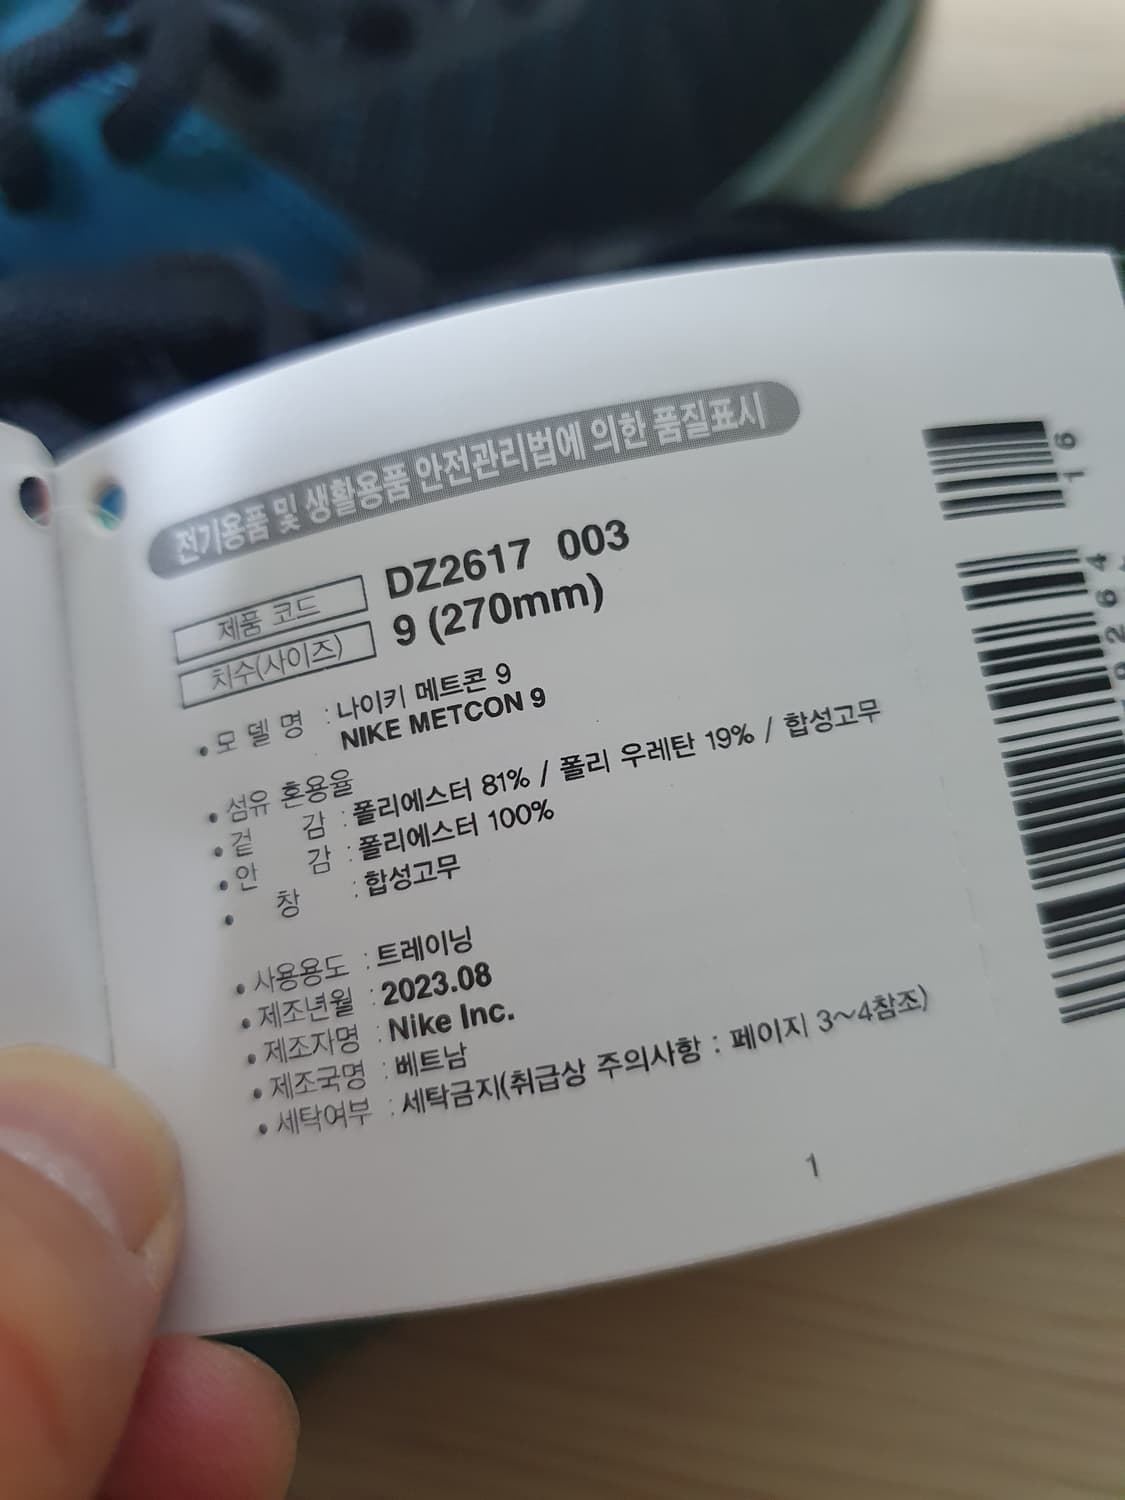 전기용품 및 생활용품 안전관리법에 의한 품질표시
제품 코드 DZ2617 003
치수(사이즈) 9 (270mm)
• 모 델 명 : 나이키 메트콘 9
NIKE METCON 9
• 섬유 혼용율
• 겉 감 : 폴리에스터 81% / 폴리 우레탄 19% / 합성고무
• 안 감 : 폴리에스터 100%
• 창 : 합성고무
• 사용용도 : 트레이닝
• 제조년월 : 2023.08
• 제조자명 : Nike Inc.
• 제조국명 : 베트남
• 세탁여부 : 세탁금지(취급상 주의사항 : 페이지 3~4참조)
1
16